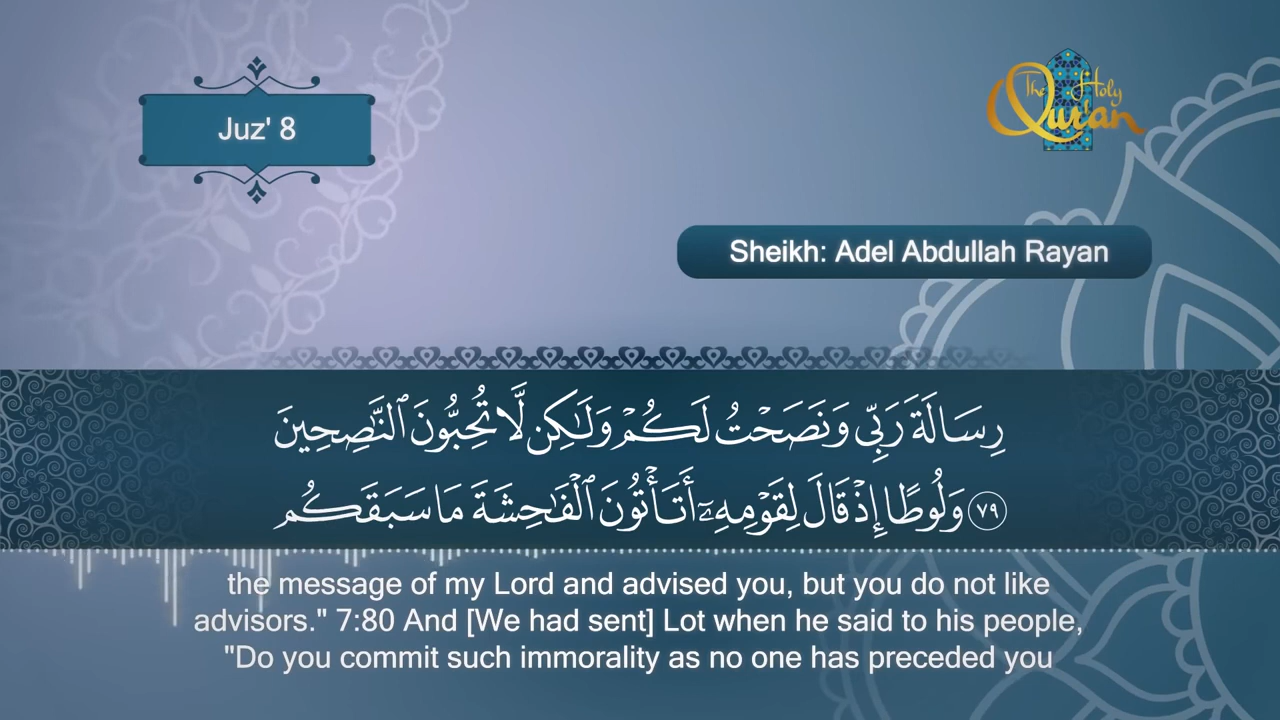 Juz' 8
The Holy
Qur'an
Sheikh: Adel Abdullah Rayan
رِسَالَةَ رَبِّي وَنَصَحْتُ لَكُمْ وَلَٰكِن لَّا تُحِبُّونَ ٱلنَّٰصِحِينَ
٧٩ وَلُوطًا إِذْ قَالَ لِقَوْمِهِۦٓ أَتَأْتُونَ ٱلْفَٰحِشَةَ مَا سَبَقَكُم
the message of my Lord and advised you, but you do not like
advisors." 7:80 And [We had sent] Lot when he said to his people,
"Do you commit such immorality as no one has preceded you